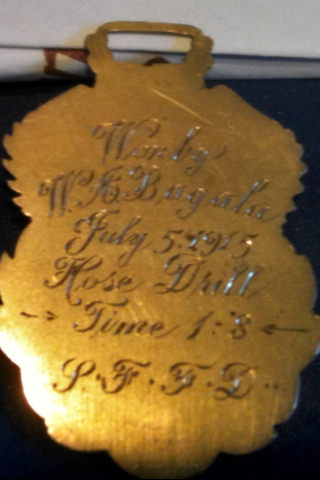 Won by
W.A. Bagala
July 5. 1915
Hose Drill
Time 1:8
S.F.F.D.